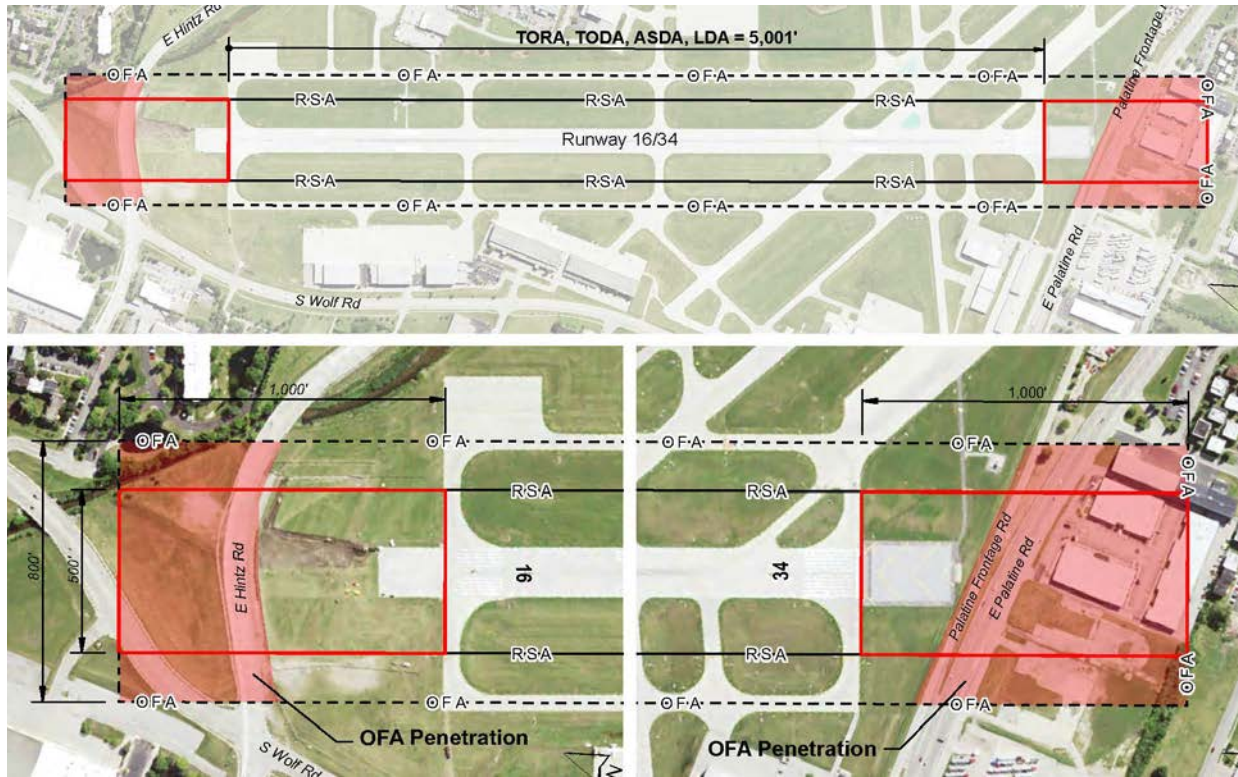 E Hintz Rd
TORA, TODA, ASDA, LDA = 5,001'
Palatine Frontage Rd
OFA OFA OFA OFA
OFA
RSA RSA RSA
Runway 16/34
RSA RSA RSA
OFA
OFA OFA OFA OFA
E Palatine Rd
S Wolf Rd
1,000'
OFA OFA
RSA
800'
500'
E Hintz Rd
16
RSA
OFA OFA
OFA Penetration
S Wolf Rd
N
1,000'
OFA OFA
OFA
RSA
Palatine Frontage Rd
E Palatine Rd
34
RSA
OFA
OFA OFA
OFA Penetration